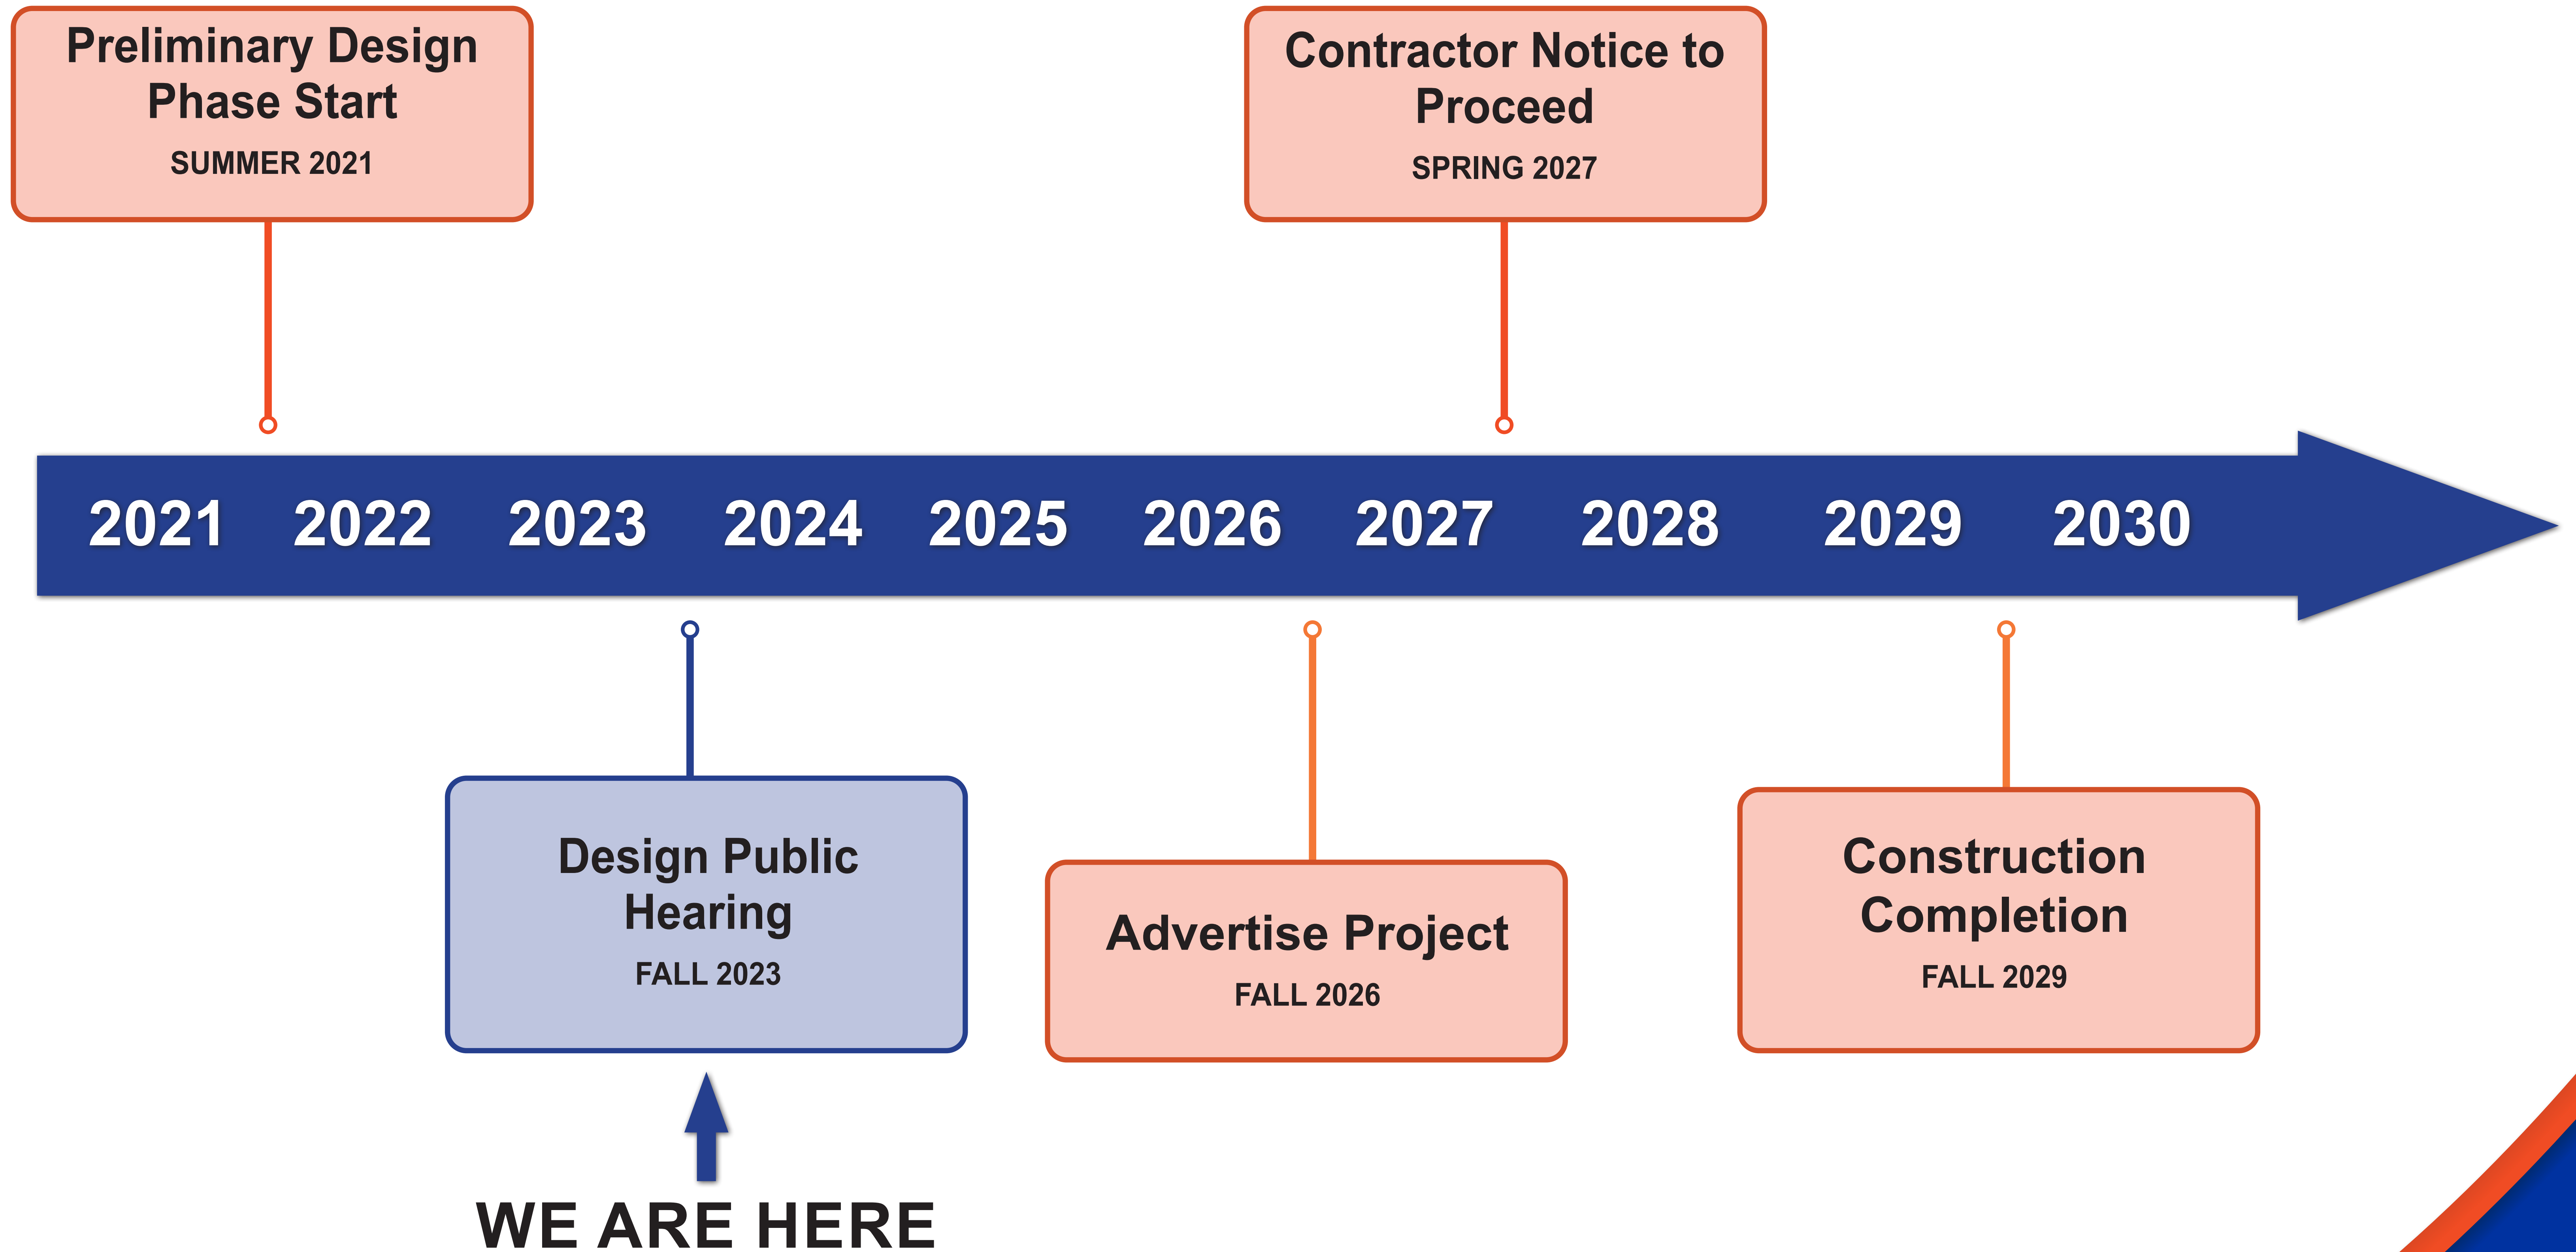 Preliminary Design
Phase Start
SUMMER 2021
Contractor Notice to
Proceed
SPRING 2027
2021 2022 2023 2024 2025 2026 2027 2028 2029 2030
Design Public
Hearing
FALL 2023
Advertise Project
FALL 2026
Construction
Completion
FALL 2029
WE ARE HERE